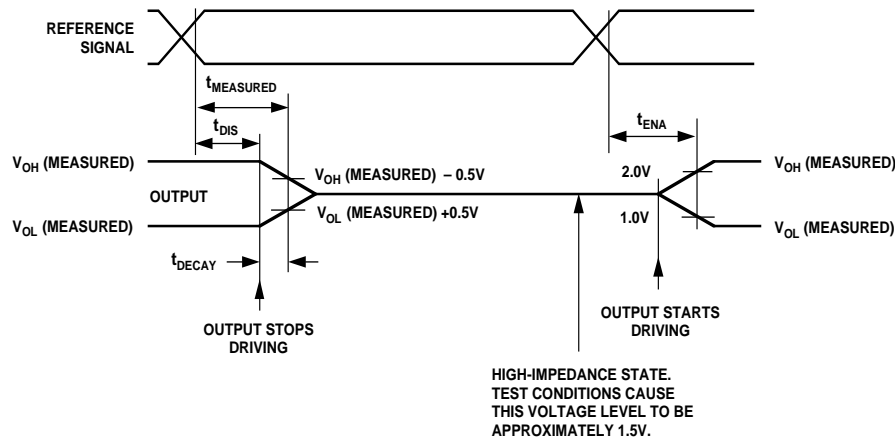 REFERENCE
SIGNAL
tMEASURED
tDIS
tENA
VOH (MEASURED)
VOH (MEASURED) – 0.5V
2.0V
VOH (MEASURED)
OUTPUT
VOL (MEASURED) +0.5V
1.0V
VOL (MEASURED)
VOL (MEASURED)
tDECAY
OUTPUT STOPS
DRIVING
OUTPUT STARTS
DRIVING
HIGH-IMPEDANCE STATE.
TEST CONDITIONS CAUSE
THIS VOLTAGE LEVEL TO BE
APPROXIMATELY 1.5V.